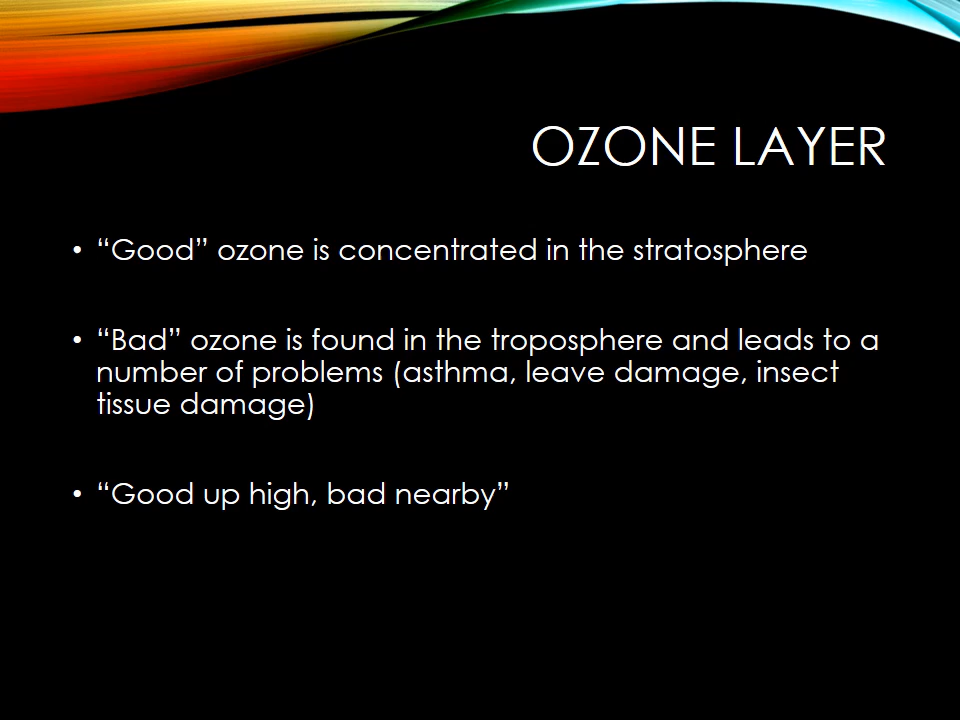 OZONE LAYER
• “Good” ozone is concentrated in the stratosphere
• “Bad” ozone is found in the troposphere and leads to a
number of problems (asthma, leave damage, insect
tissue damage)
• “Good up high, bad nearby”